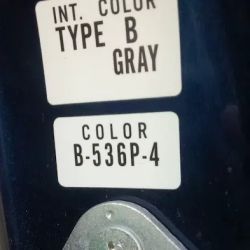 INT. COLOR
TYPE B
GRAY
COLOR
B-536P-4